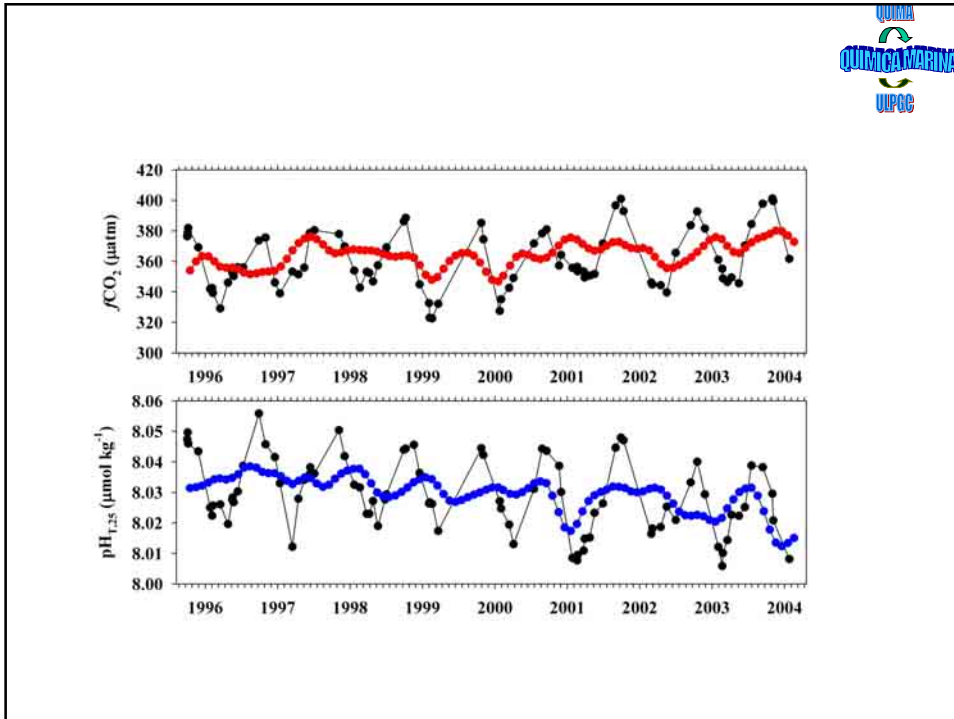 QUIMA
QUIMICA MARINA
ULPGC
fCO₂ (µatm)
420
400
380
360
340
320
300
1996 1997 1998 1999 2000 2001 2002 2003 2004
pH_T,25 (µmol kg⁻¹)
8.06
8.05
8.04
8.03
8.02
8.01
8.00
1996 1997 1998 1999 2000 2001 2002 2003 2004